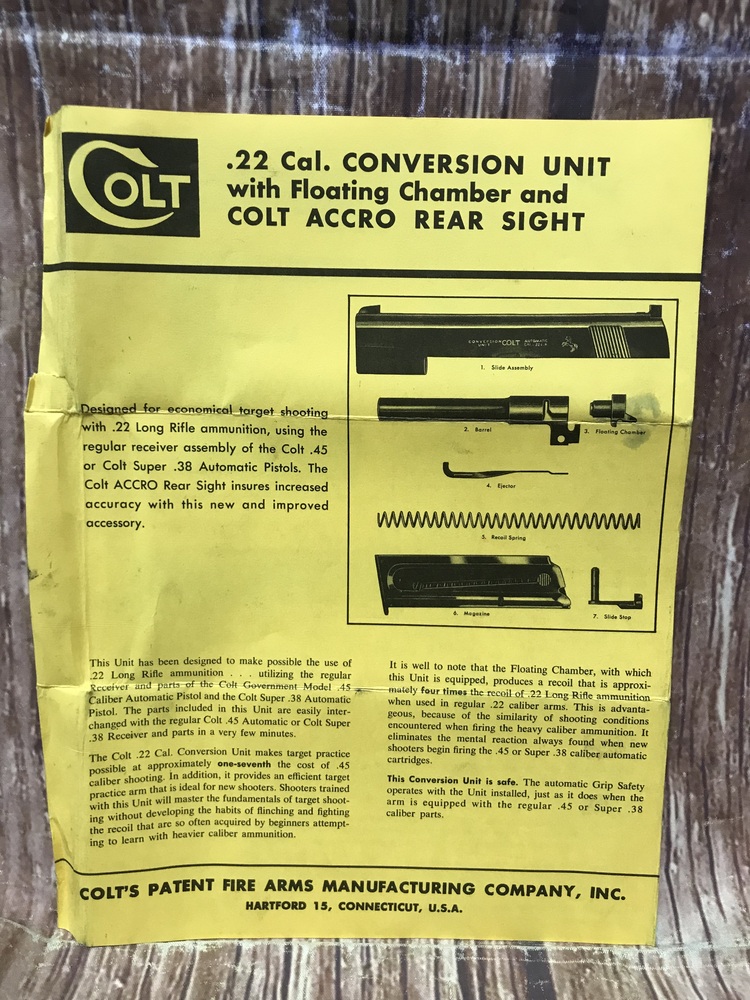 COLT
.22 Cal. CONVERSION UNIT
with Floating Chamber and
COLT ACCRO REAR SIGHT
CONVERSION UNIT COLT AUTOMATIC
1. Slide Assembly
2. Barrel
3. Floating Chamber
4. Ejector
5. Recoil Spring
6. Magazine
7. Slide Stop
Designed for economical target shooting
with .22 Long Rifle ammunition, using the
regular receiver assembly of the Colt .45
or Colt Super .38 Automatic Pistols. The
Colt ACCRO Rear Sight insures increased
accuracy with this new and improved
accessory.
This Unit has been designed to make possible the use of
.22 Long Rifle ammunition . . . utilizing the regular
Receiver and parts of the Colt Government Model .45
Caliber Automatic Pistol and the Colt Super .38 Automatic
Pistol. The parts included in this Unit are easily inter-
changed with the regular Colt .45 Automatic or Colt Super
.38 Receiver and parts in a very few minutes.
The Colt .22 Cal. Conversion Unit makes target practice
possible at approximately one-seventh the cost of .45
caliber shooting. In addition, it provides an efficient target
practice arm that is ideal for new shooters. Shooters trained
with this Unit will master the fundamentals of target shoot-
ing without developing the habits of flinching and fighting
the recoil that are so often acquired by beginners attempt-
ing to learn with heavier caliber ammunition.
It is well to note that the Floating Chamber, with which
this Unit is equipped, produces a recoil that is approxi-
mately four times the recoil of .22 Long Rifle ammunition
when used in regular .22 caliber arms. This is advanta-
geous, because of the similarity of shooting conditions
encountered when firing the heavy caliber ammunition. It
eliminates the mental reaction always found when new
shooters begin firing the .45 or Super .38 caliber automatic
cartridges.
This Conversion Unit is safe. The automatic Grip Safety
operates with the Unit installed, just as it does when the
arm is equipped with the regular .45 or Super .38
caliber parts.
COLT'S PATENT FIRE ARMS MANUFACTURING COMPANY, INC.
HARTFORD 15, CONNECTICUT, U.S.A.